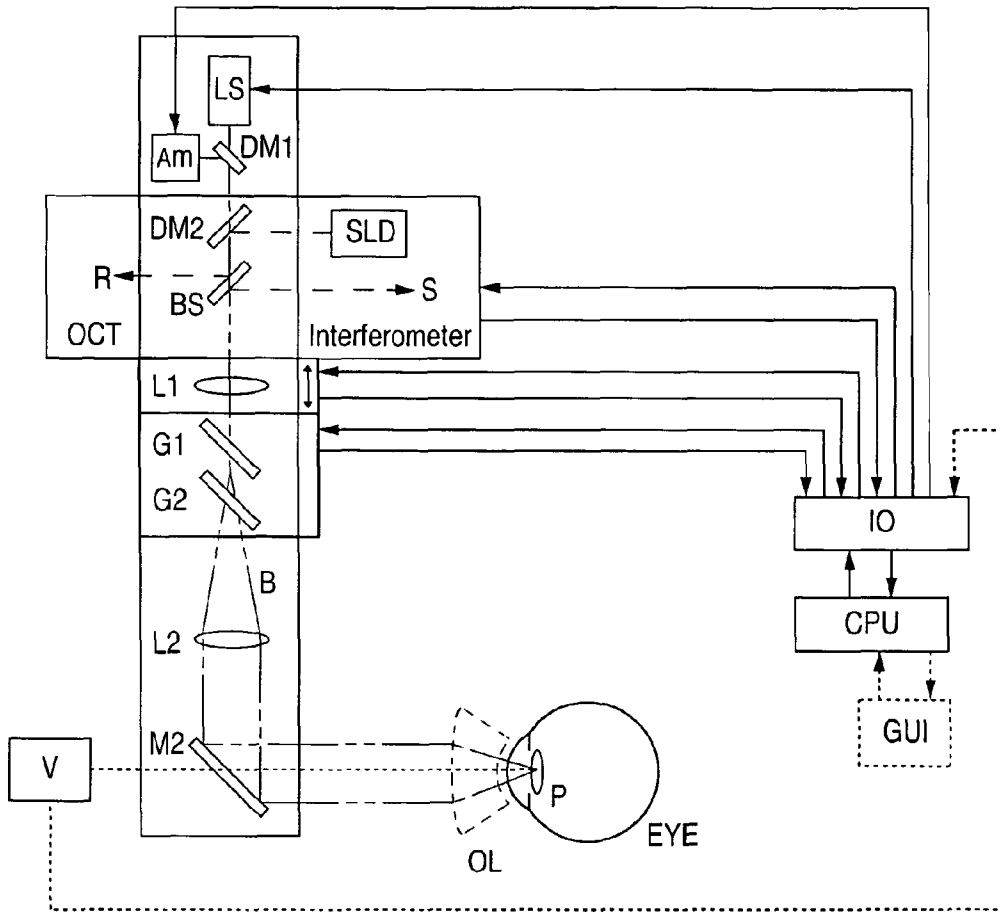 LS
Am
DM1
DM2
SLD
R
BS
S
OCT
Interferometer
L1
G1
G2
IO
B
CPU
L2
GUI
M2
V
P
EYE
OL